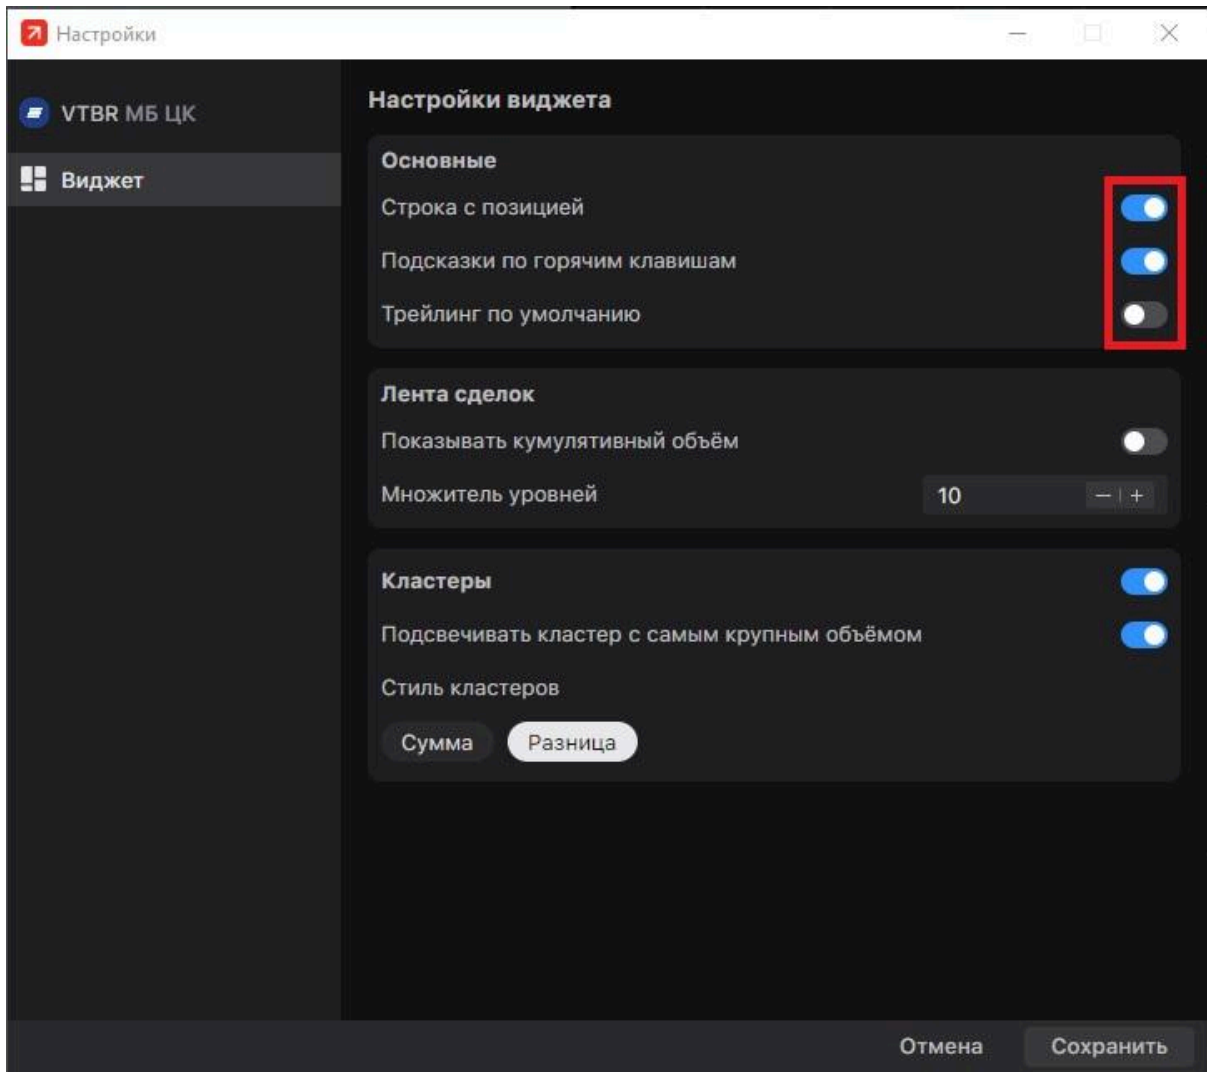 Настройки
VTBR МБ ЦК
Виджет
Настройки виджета
Основные
Строка с позицией
Подсказки по горячим клавишам
Трейлинг по умолчанию
Лента сделок
Показывать кумулятивный объём
Множитель уровней
10
Кластеры
Подсвечивать кластер с самым крупным объёмом
Стиль кластеров
Сумма Разница
Отмена Сохранить